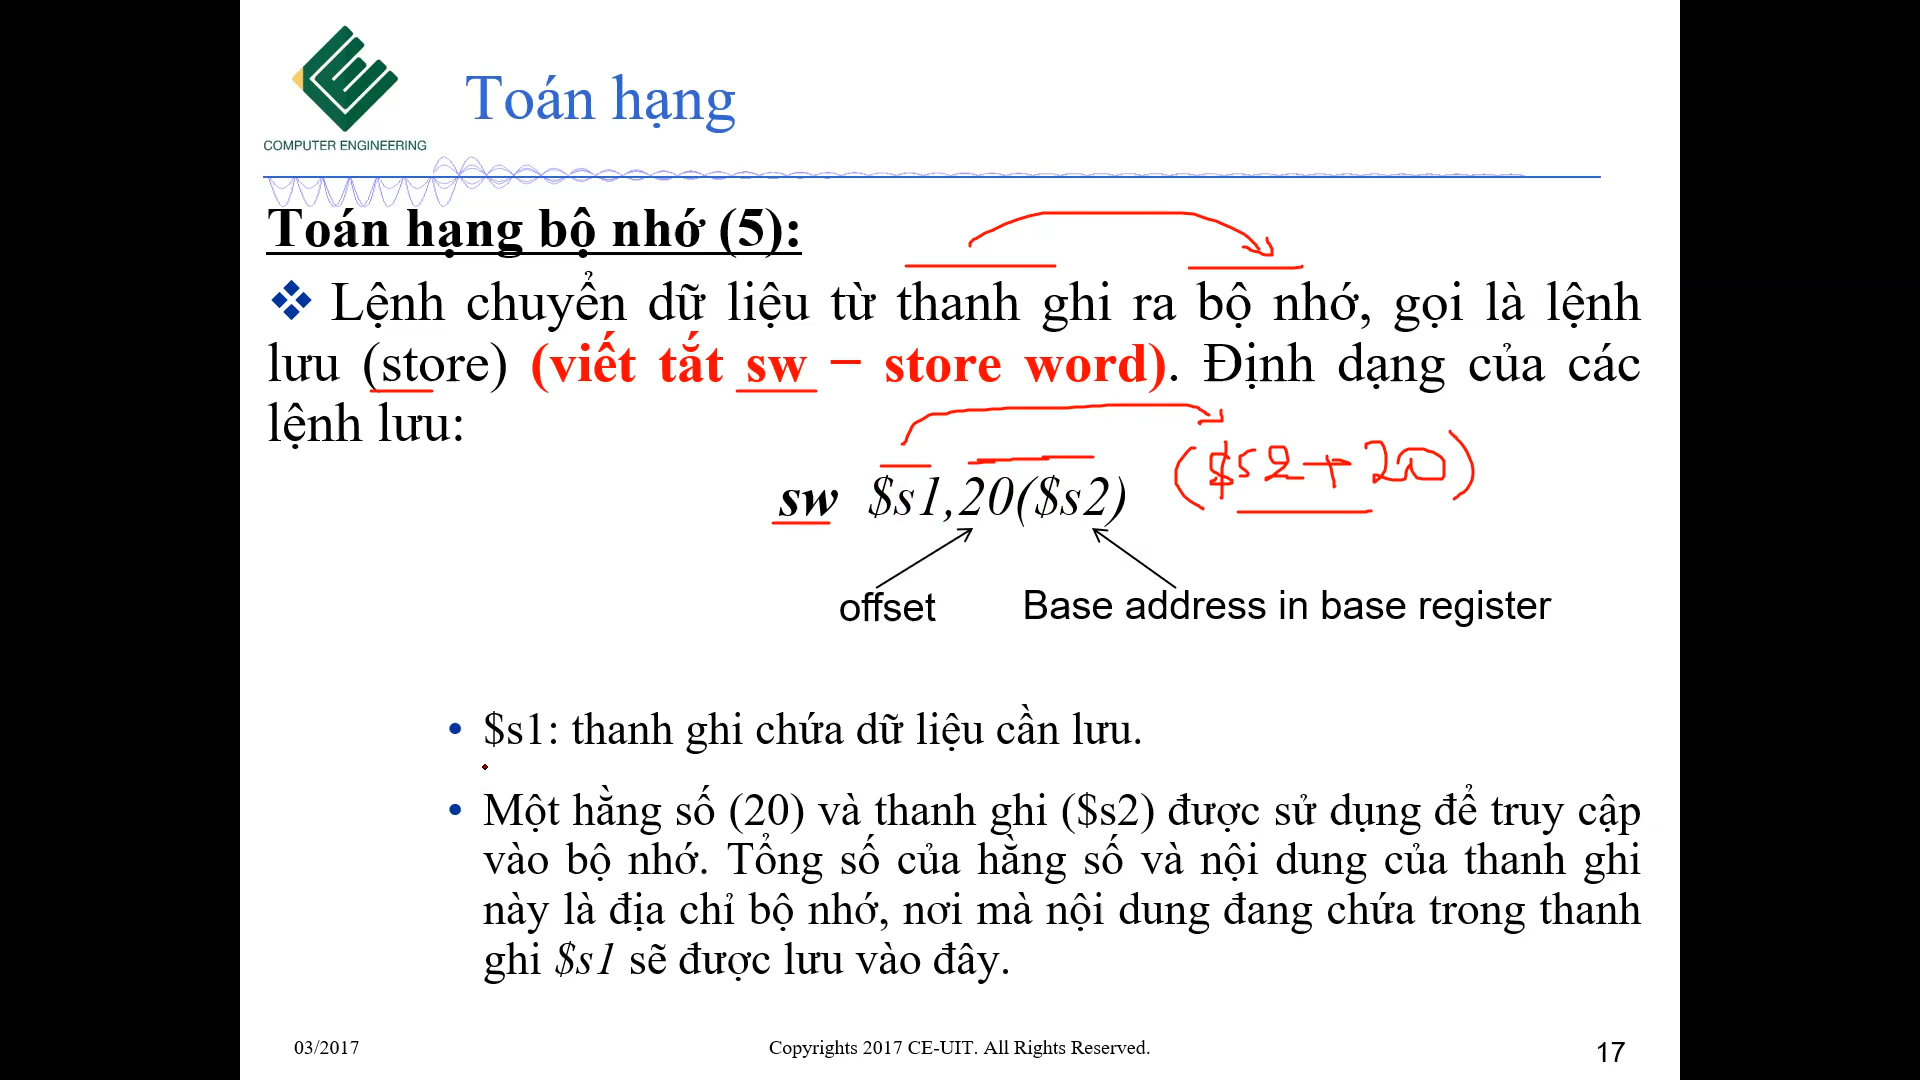 COMPUTER ENGINEERING
Toán hạng
Toán hạng bộ nhớ (5):
❖ Lệnh chuyển dữ liệu từ thanh ghi ra bộ nhớ, gọi là lệnh
lưu (store) (viết tắt sw – store word). Định dạng của các
lệnh lưu:
sw $s1,20($s2) ($s2+20)
offset Base address in base register
• $s1: thanh ghi chứa dữ liệu cần lưu.
• Một hằng số (20) và thanh ghi ($s2) được sử dụng để truy cập
vào bộ nhớ. Tổng số của hằng số và nội dung của thanh ghi
này là địa chỉ bộ nhớ, nơi mà nội dung đang chứa trong thanh
ghi $s1 sẽ được lưu vào đây.
03/2017 Copyrights 2017 CE-UIT. All Rights Reserved. 17